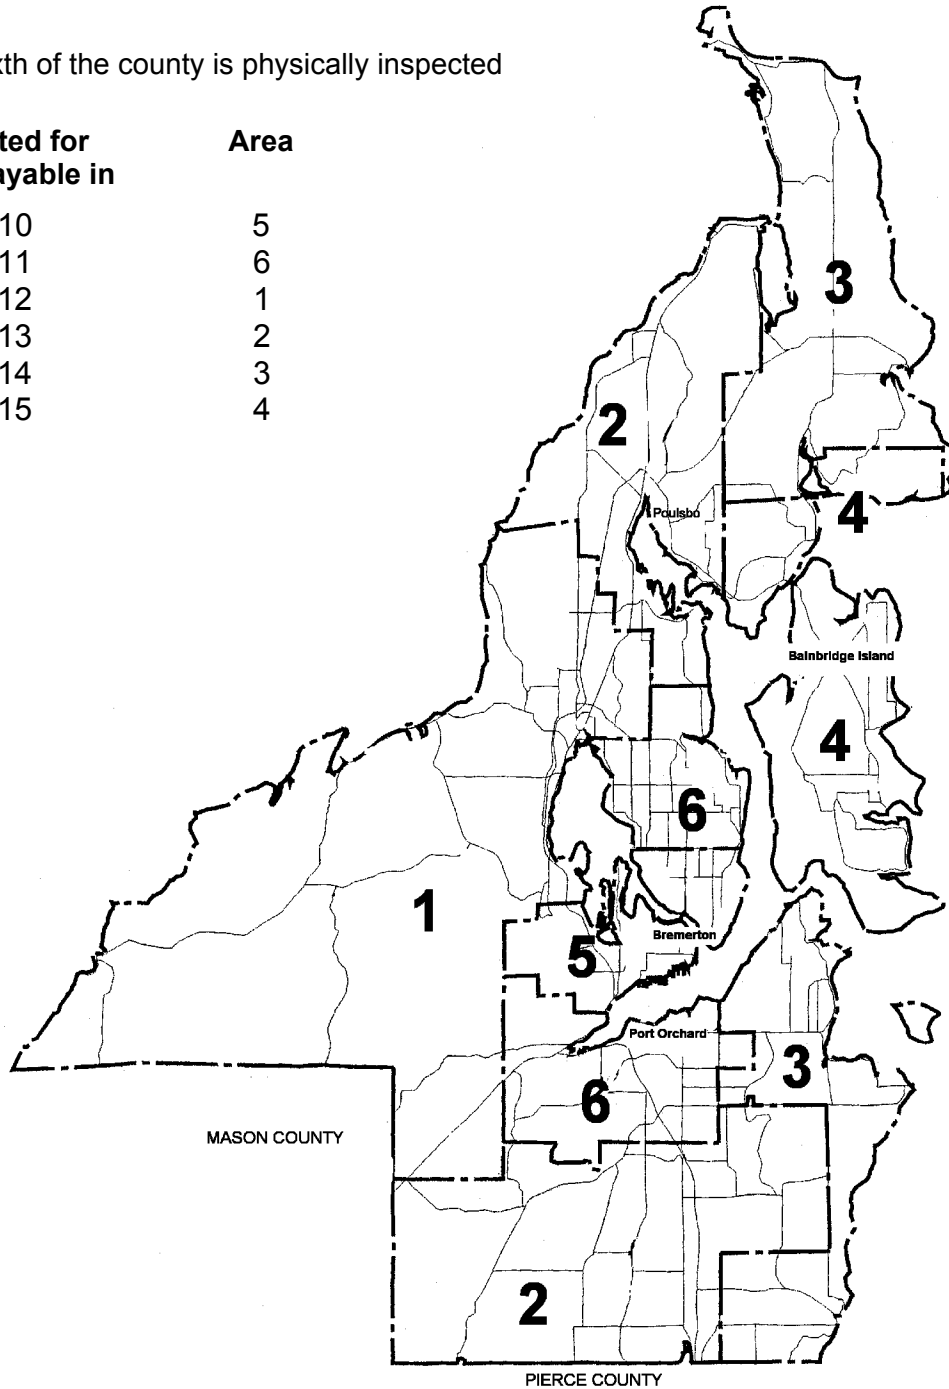 xth of the county is physically inspected
ted for Area
ayable in
10 5
11 6
12 1
13 2
14 3
15 4
3
2
4
Poulsbo
Bainbridge Island
4
6
1
5
Bremerton
Port Orchard
3
6
MASON COUNTY
2
PIERCE COUNTY